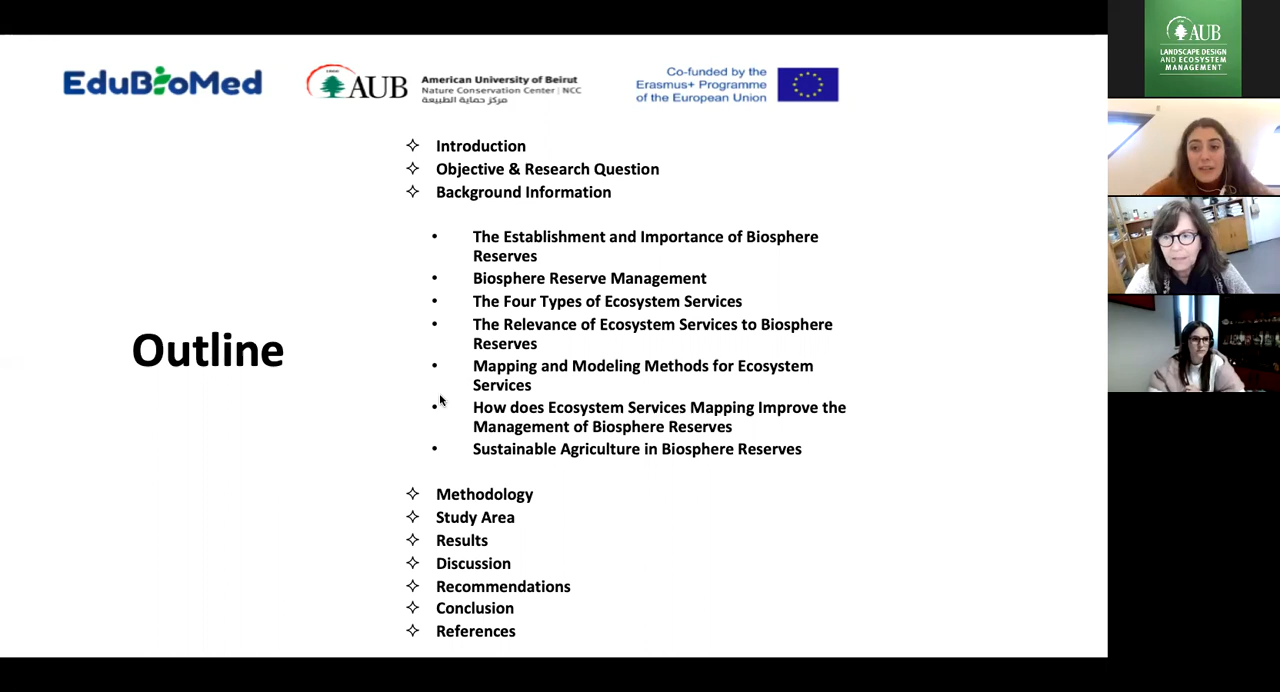 EduBioMed
AUB
American University of Beirut
Nature Conservation Center | NCC
مركز حماية الطبيعة
Co-funded by the
Erasmus+ Programme
of the European Union
AUB
LANDSCAPE DESIGN
AND ECOSYSTEM
MANAGEMENT
Outline
Introduction
Objective & Research Question
Background Information
The Establishment and Importance of Biosphere
Reserves
Biosphere Reserve Management
The Four Types of Ecosystem Services
The Relevance of Ecosystem Services to Biosphere
Reserves
Mapping and Modeling Methods for Ecosystem
Services
How does Ecosystem Services Mapping Improve the
Management of Biosphere Reserves
Sustainable Agriculture in Biosphere Reserves
Methodology
Study Area
Results
Discussion
Recommendations
Conclusion
References